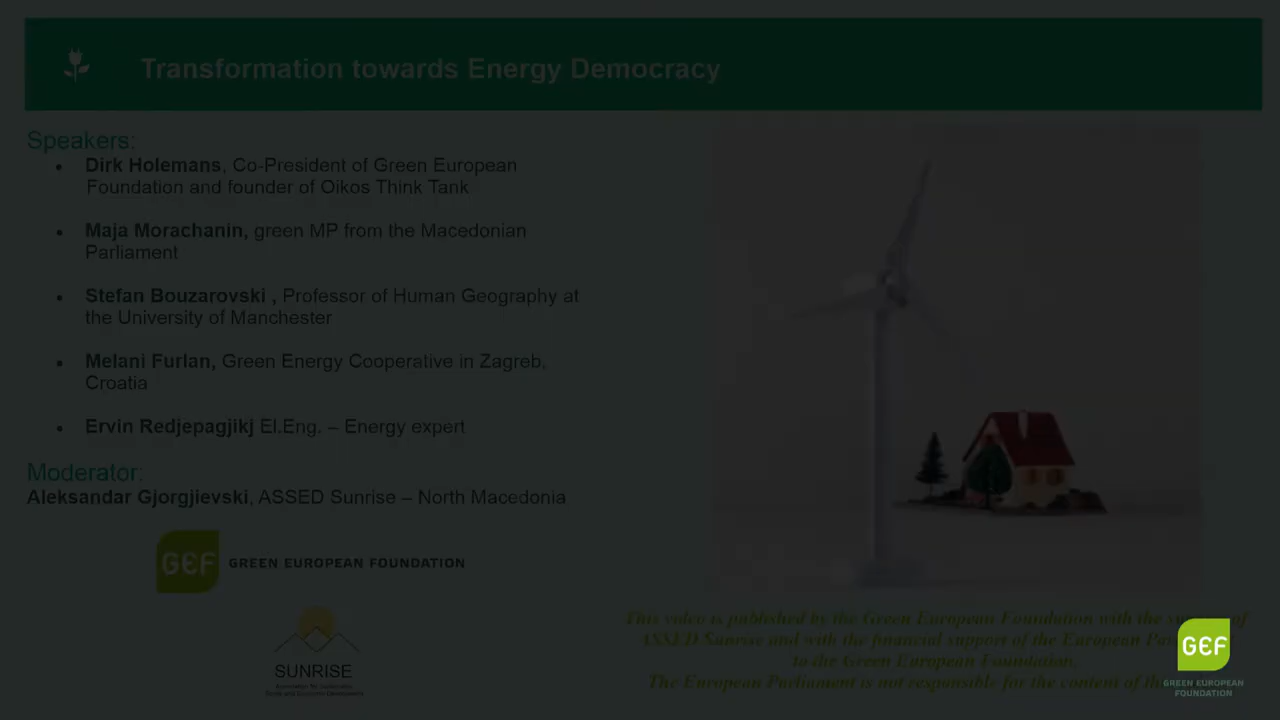 Transformation towards Energy Democracy
Speakers:
• Dirk Holemans, Co-President of Green European
Foundation and founder of Oikos Think Tank
• Maja Morachanin, green MP from the Macedonian
Parliament
• Stefan Bouzarovski , Professor of Human Geography at
the University of Manchester
• Melani Furlan, Green Energy Cooperative in Zagreb,
Croatia
• Ervin Redjepagjikj El.Eng. – Energy expert
Moderator:
Aleksandar Gjorgjievski, ASSED Sunrise – North Macedonia
GEF GREEN EUROPEAN FOUNDATION
SUNRISE
This video is published by the Green European Foundation with the of
ASSED Sunrise and with the financial support of the European
to the Green European Foundation.
The European Parliament is not responsible for the content of
GEF
GREEN EUROPEAN
FOUNDATION